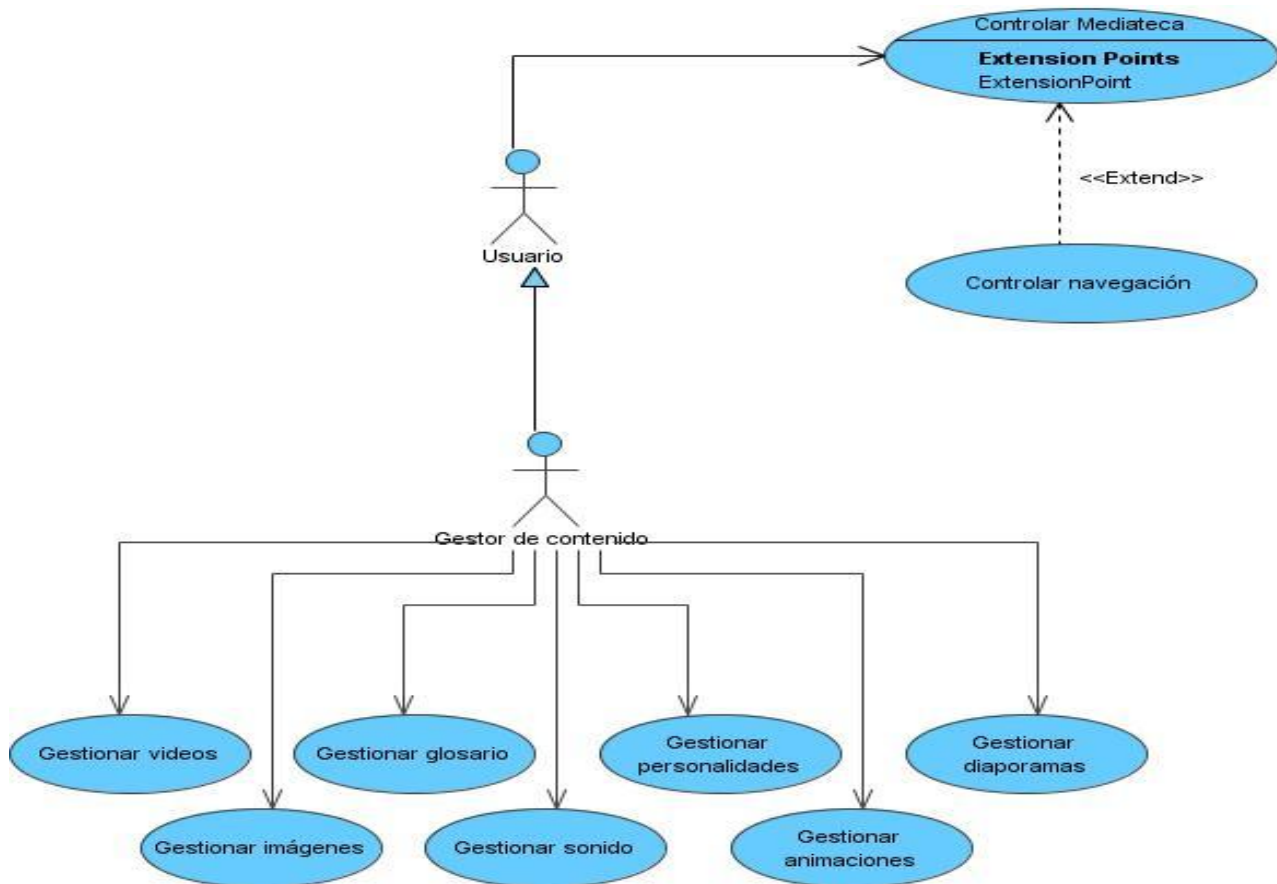 Controlar Mediateca
Extension Points
ExtensionPoint
<<Extend>>
Usuario
Controlar navegación
Gestor de contenido
Gestionar videos
Gestionar glosario
Gestionar
personalidades
Gestionar
diaporamas
Gestionar imágenes
Gestionar sonido
Gestionar
animaciones